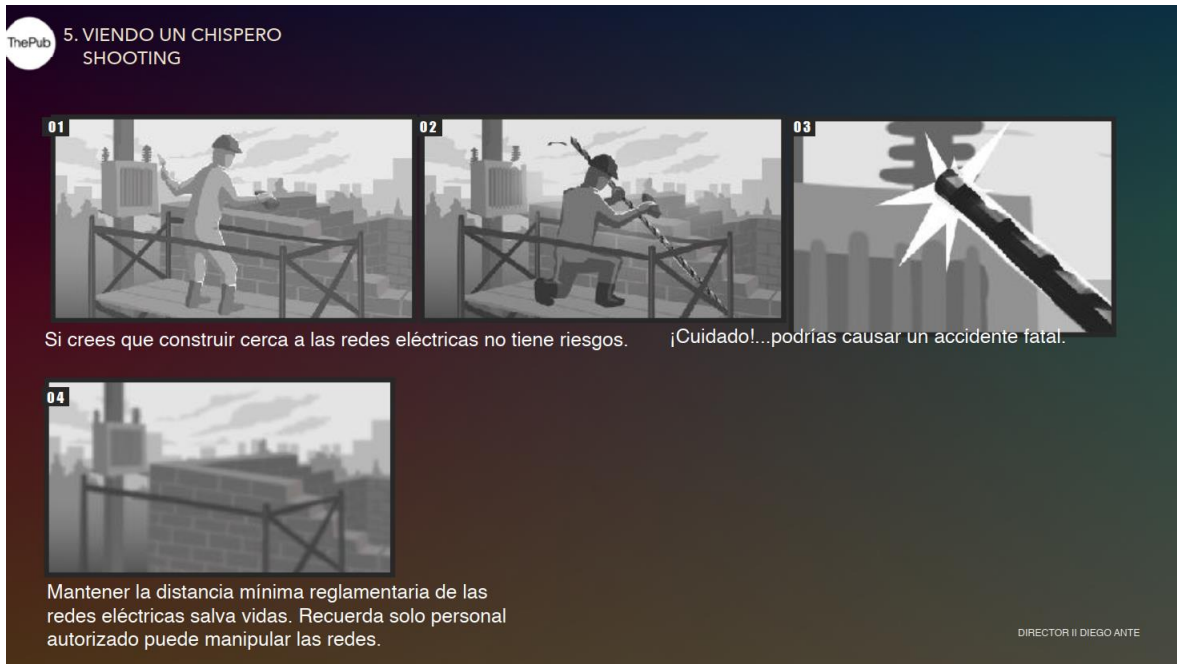 ThePub
5. VIENDO UN CHISPERO
SHOOTING
01
02
03
Si crees que construir cerca a las redes eléctricas no tiene riesgos.
¡Cuidado!...podrías causar un accidente fatal.
04
Mantener la distancia mínima reglamentaria de las
redes eléctricas salva vidas. Recuerda solo personal
autorizado puede manipular las redes.
DIRECTOR II DIEGO ANTE